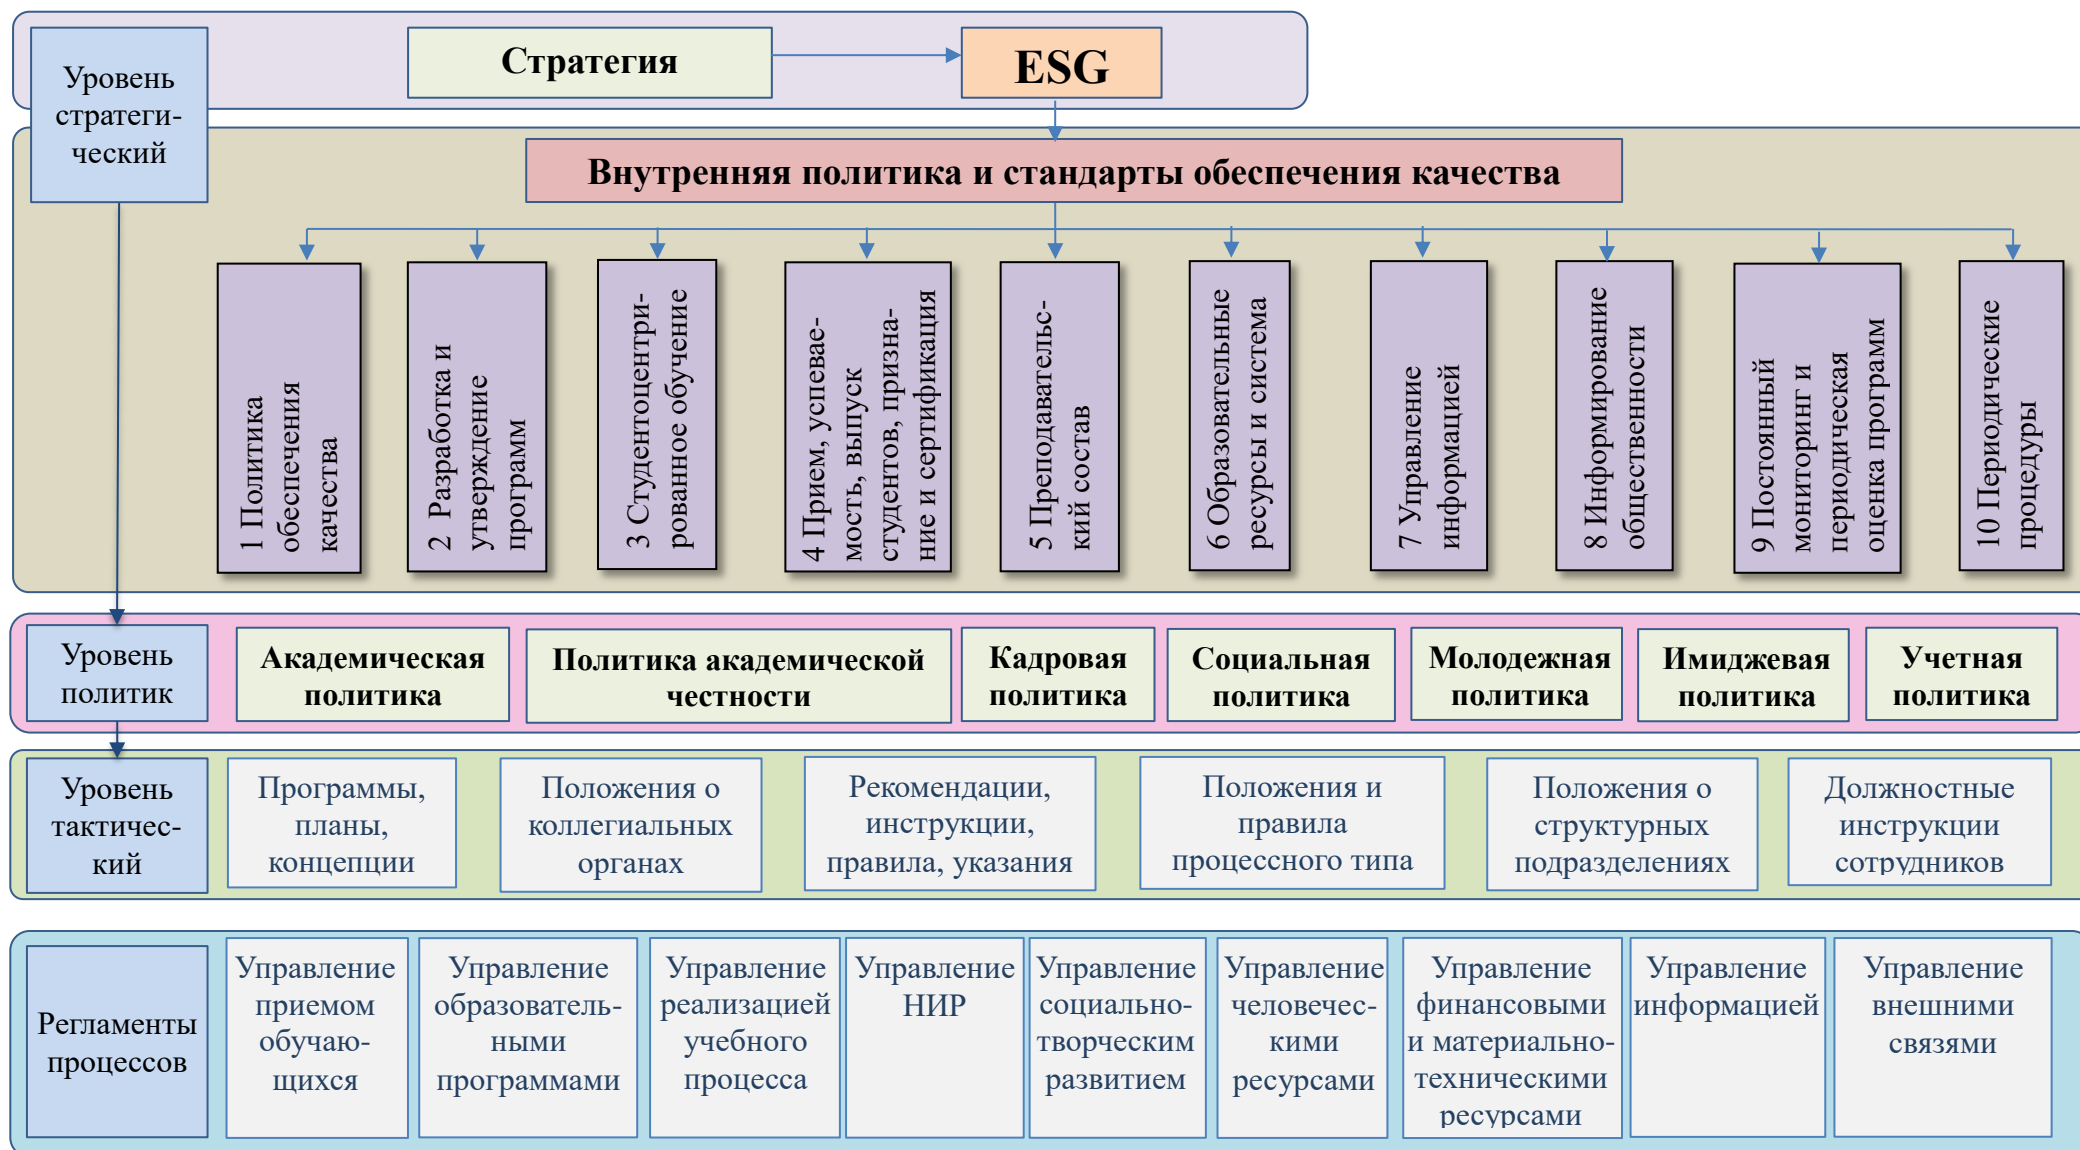 Уровень
стратеги-
ческий
Стратегия
ESG
Внутренняя политика и стандарты обеспечения качества
1 Политика
обеспечения
качества
2  Разработка и
утверждение
программ
3 Студентоцентри-
рованное обучение
4 Прием, успевае-
мость, выпуск
студентов, призна-
ние и сертификация
5 Преподавательс-
кий состав
6 Образовательные
ресурсы и система
7 Управление
информацией
8 Информирование
общественности
9 Постоянный
мониторинг и
периодическая
оценка программ
10 Периодические
процедуры
Уровень
политик
Академическая
политика
Политика академической
честности
Кадровая
политика
Социальная
политика
Молодежная
политика
Имиджевая
политика
Учетная
политика
Уровень
тактичес-
кий
Программы,
планы,
концепции
Положения о
коллегиальных
органах
Рекомендации,
инструкции,
правила, указания
Положения и
правила
процессного типа
Положения о
структурных
подразделениях
Должностные
инструкции
сотрудников
Регламенты
процессов
Управление
приемом
обучаю-
щихся
Управление
образователь-
ными
программами
Управление
реализацией
учебного
процесса
Управление
НИР
Управление
социально-
творческим
развитием
Управление
человечес-
кими
ресурсами
Управление
финансовыми
и материально-
техническими
ресурсами
Управление
информацией
Управление
внешними
связями